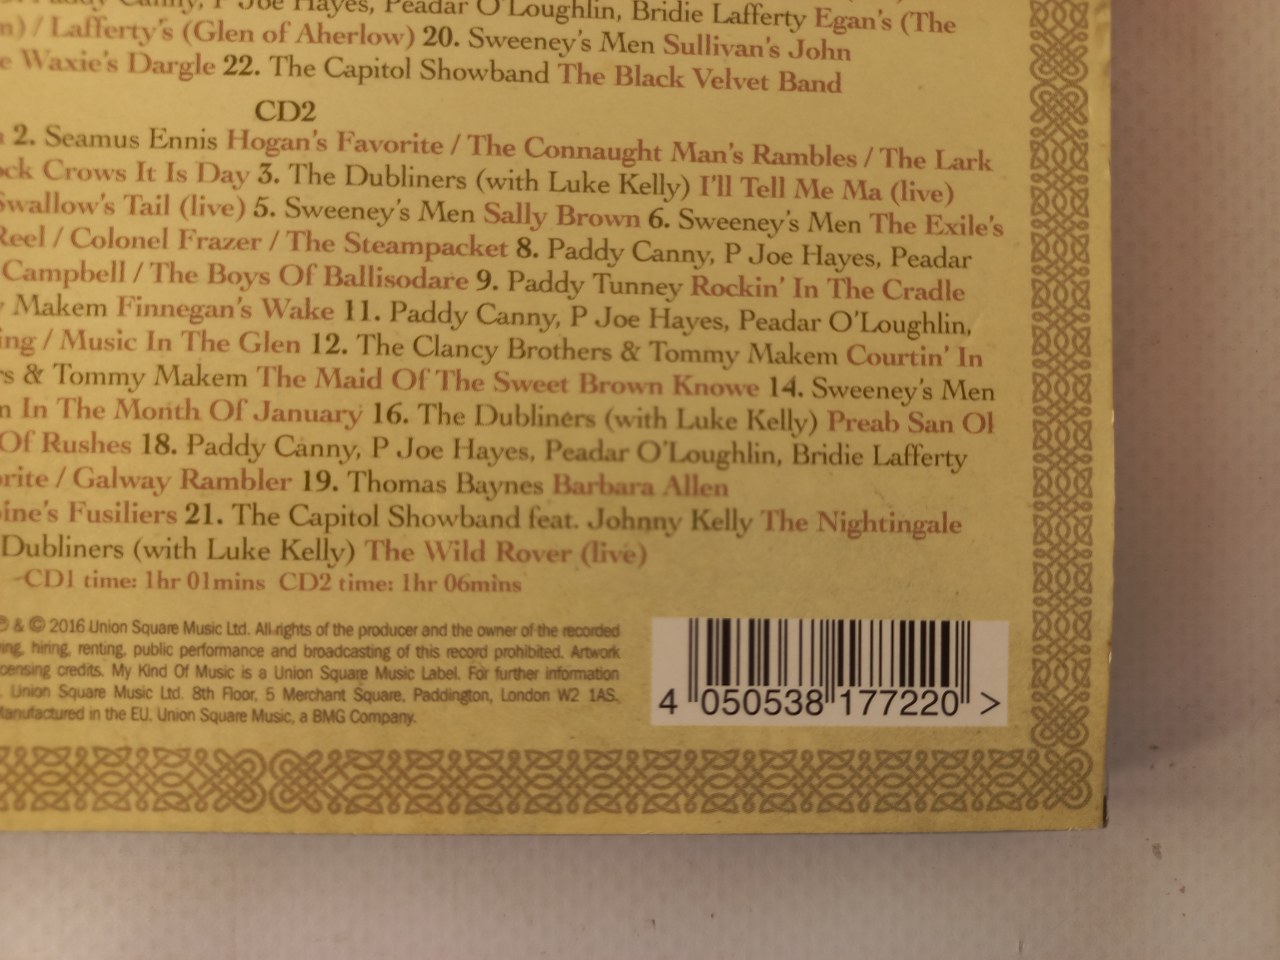 Paddy Canny, P Joe Hayes, Peadar O'Loughlin, Bridie Lafferty Egan's (The
n) / Lafferty's (Glen of Aherlow) 20. Sweeney's Men Sullivan's John
e Waxie's Dargle 22. The Capitol Showband The Black Velvet Band
CD2
2. Seamus Ennis Hogan's Favorite / The Connaught Man's Rambles / The Lark
ck Crows It Is Day 3. The Dubliners (with Luke Kelly) I'll Tell Me Ma (live)
Swallow's Tail (live) 5. Sweeney's Men Sally Brown 6. Sweeney's Men The Exile's
Reel / Colonel Frazer / The Steampacket 8. Paddy Canny, P Joe Hayes, Peadar
Campbell / The Boys Of Ballisodare 9. Paddy Tunney Rockin' In The Cradle
y Makem Finnegan's Wake 11. Paddy Canny, P Joe Hayes, Peadar O'Loughlin,
ing / Music In The Glen 12. The Clancy Brothers & Tommy Makem Courtin' In
rs & Tommy Makem The Maid Of The Sweet Brown Knowe 14. Sweeney's Men
n In The Month Of January 16. The Dubliners (with Luke Kelly) Preab San Ol
Of Rushes 18. Paddy Canny, P Joe Hayes, Peadar O'Loughlin, Bridie Lafferty
orite / Galway Rambler 19. Thomas Baynes Barbara Allen
ine's Fusiliers 21. The Capitol Showband feat. Johnny Kelly The Nightingale
Dubliners (with Luke Kelly) The Wild Rover (live)
CD1 time: 1hr 01mins CD2 time: 1hr 06mins
℗ & © 2016 Union Square Music Ltd. All rights of the producer and the owner of the recorded
ing, hiring, renting, public performance and broadcasting of this record prohibited. Artwork
censing credits. My Kind Of Music is a Union Square Music Label. For further information
. Union Square Music Ltd. 8th Floor, 5 Merchant Square, Paddington, London W2 1AS.
Manufactured in the EU. Union Square Music, a BMG Company.
4 050538 177220 >